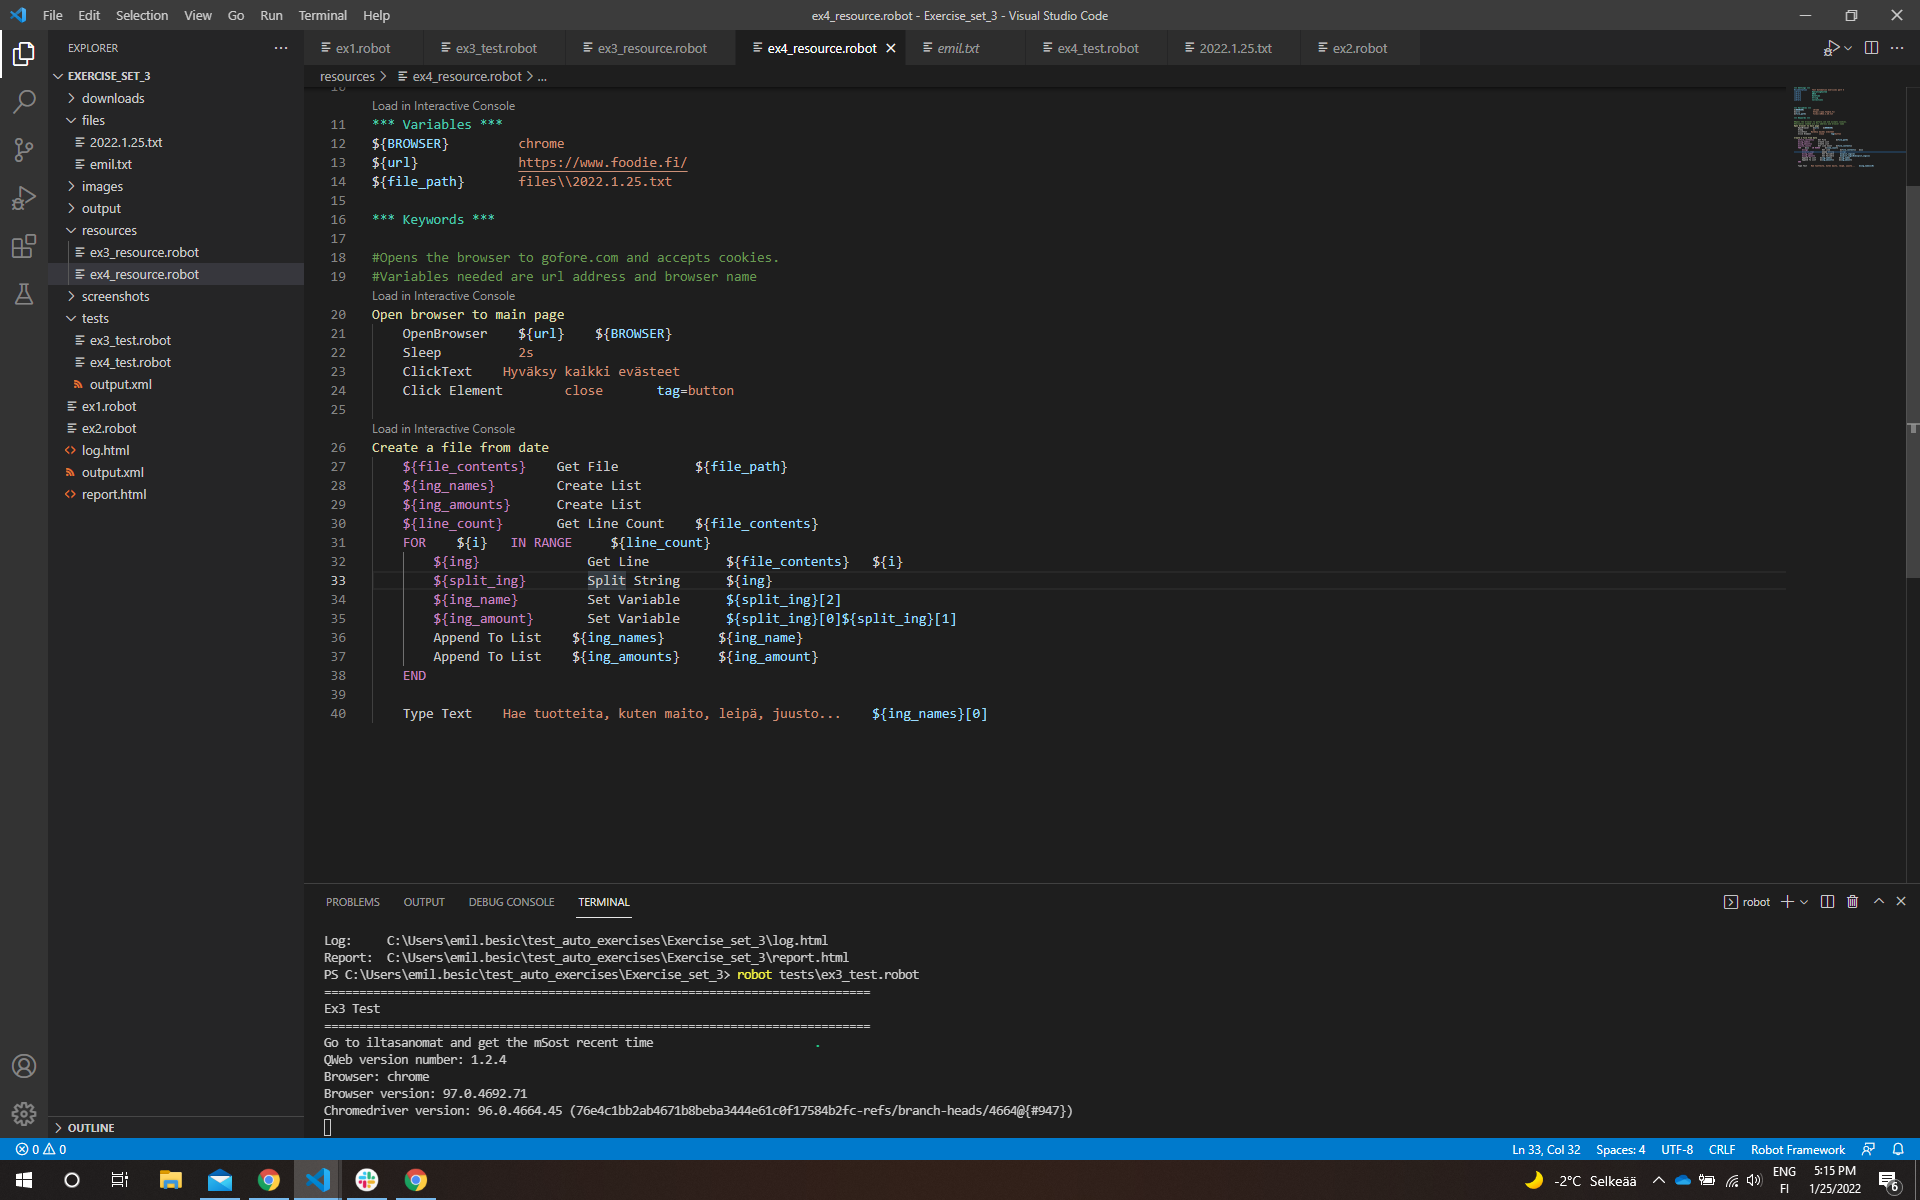 File Edit Selection View Go Run Terminal Help
ex4_resource.robot - Exercise_set_3 - Visual Studio Code
EXPLORER
EXERCISE_SET_3
downloads
files
2022.1.25.txt
emil.txt
images
output
resources
ex3_resource.robot
ex4_resource.robot
screenshots
tests
ex3_test.robot
ex4_test.robot
output.xml
ex1.robot
ex2.robot
log.html
output.xml
report.html
OUTLINE
ex1.robot ex3_test.robot ex3_resource.robot ex4_resource.robot emil.txt ex4_test.robot 2022.1.25.txt ex2.robot
resources > ex4_resource.robot > ...
Load in Interactive Console
11 *** Variables ***
12 ${BROWSER} chrome
13 ${url} https://www.foodie.fi/
14 ${file_path} files\\2022.1.25.txt
15
16 *** Keywords ***
17
18 #Opens the browser to gofore.com and accepts cookies.
19 #Variables needed are url address and browser name
Load in Interactive Console
20 Open browser to main page
21 OpenBrowser ${url} ${BROWSER}
22 Sleep 2s
23 ClickText Hyväksy kaikki evästeet
24 Click Element close tag=button
25
Load in Interactive Console
26 Create a file from date
27 ${file_contents} Get File ${file_path}
28 ${ing_names} Create List
29 ${ing_amounts} Create List
30 ${line_count} Get Line Count ${file_contents}
31 FOR ${i} IN RANGE ${line_count}
32 ${ing} Get Line ${file_contents} ${i}
33 ${split_ing} Split String ${ing}
34 ${ing_name} Set Variable ${split_ing}[2]
35 ${ing_amount} Set Variable ${split_ing}[0]${split_ing}[1]
36 Append To List ${ing_names} ${ing_name}
37 Append To List ${ing_amounts} ${ing_amount}
38 END
39
40 Type Text Hae tuotteita, kuten maito, leipä, juusto... ${ing_names}[0]
PROBLEMS OUTPUT DEBUG CONSOLE TERMINAL
robot
Log: C:\Users\emil.besic\test_auto_exercises\Exercise_set_3\log.html
Report: C:\Users\emil.besic\test_auto_exercises\Exercise_set_3\report.html
PS C:\Users\emil.besic\test_auto_exercises\Exercise_set_3> robot tests\ex3_test.robot
==============================================================================
Ex3 Test
==============================================================================
Go to iltasanomat and get the mSost recent time .
QWeb version number: 1.2.4
Browser: chrome
Browser version: 97.0.4692.71
Chromedriver version: 96.0.4664.45 (76e4c1bb2ab4671b8beba3444e61c0f17584b2fc-refs/branch-heads/4664@{#947})
0 0
Ln 33, Col 32 Spaces: 4 UTF-8 CRLF Robot Framework
-2°C Selkeää
ENG
FI
5:15 PM
1/25/2022
6